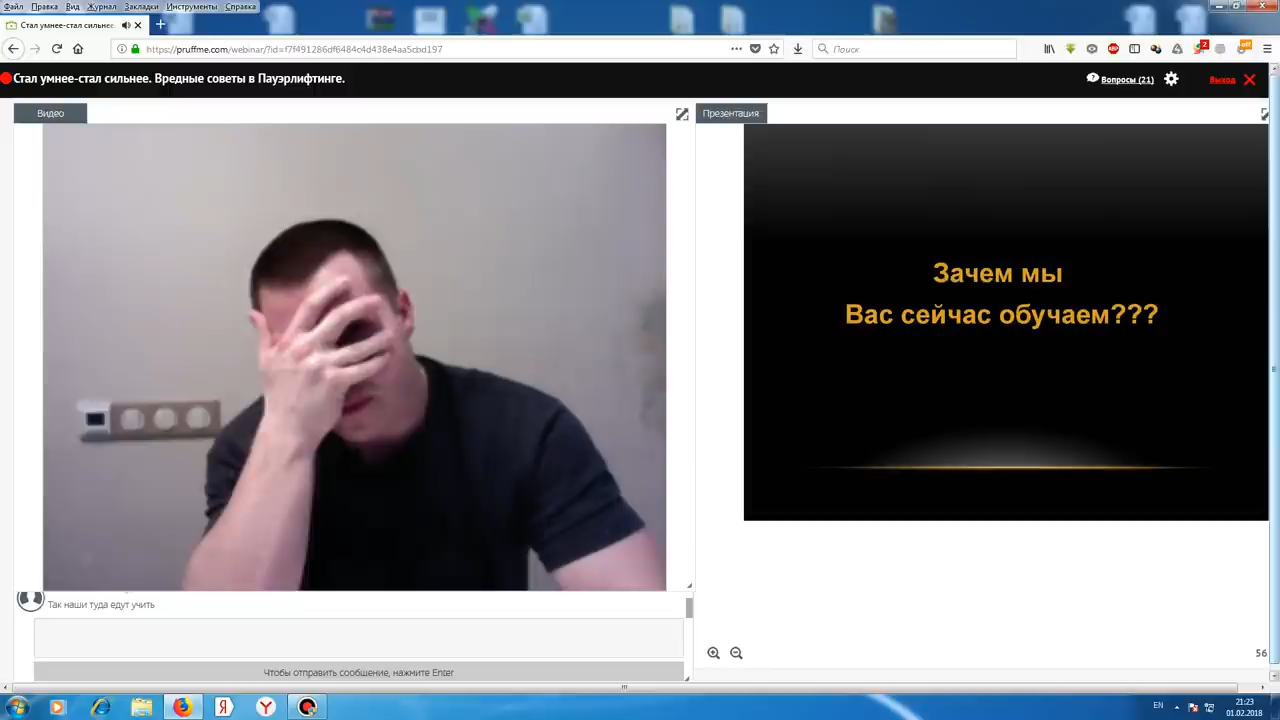 Файл Правка Вид Журнал Закладки Инструменты Справка
Стал умнее-стал сильнее.
https://pruffme.com/webinar/?id=f7f491286df6484c4d438e4aa5cbd197
Поиск
Стал умнее-стал сильнее. Вредные советы в Пауэрлифтинге.
Вопросы (21)
Выход
Видео
Презентация
Зачем мы
Вас сейчас обучаем???
Так наши туда едут учить
Чтобы отправить сообщение, нажмите Enter
56
EN
21:23
01.02.2018